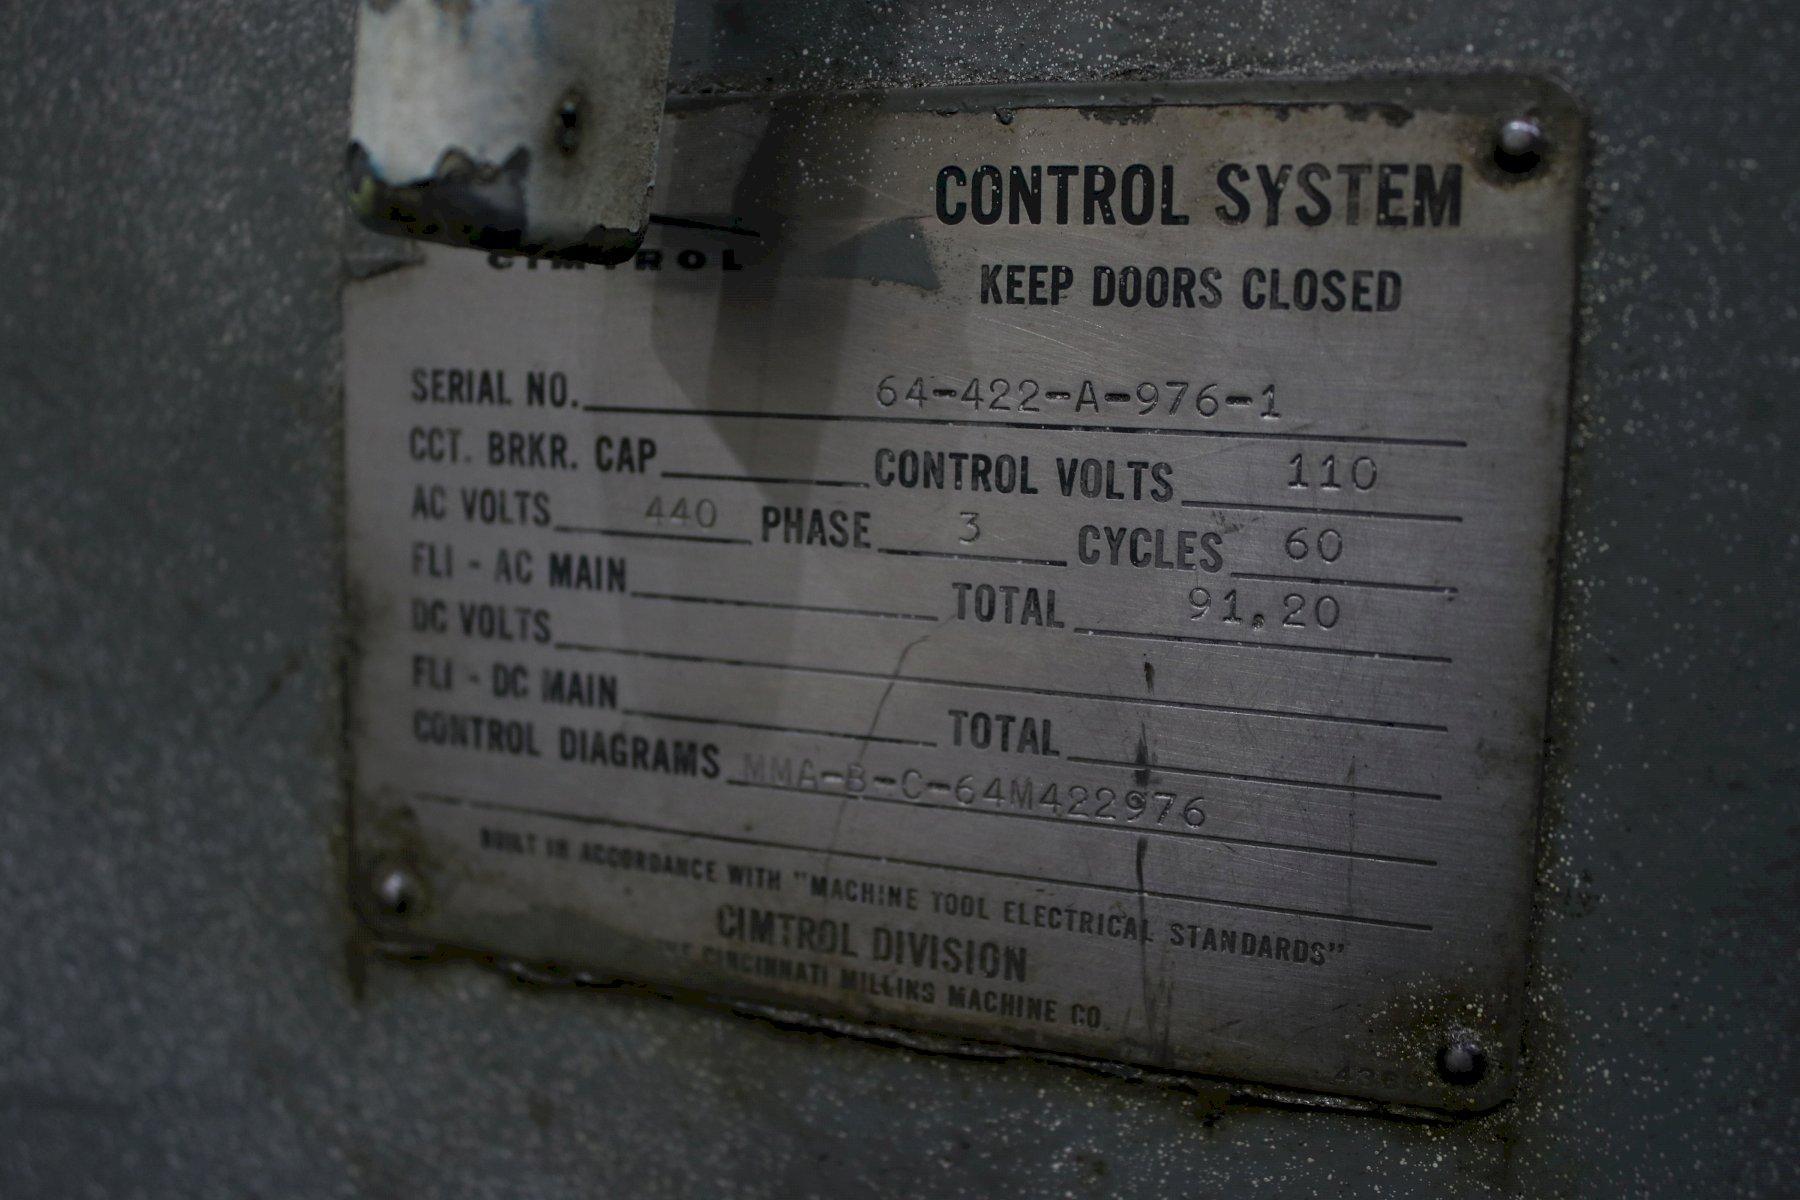 CONTROL SYSTEM
CIMTROL
KEEP DOORS CLOSED
SERIAL NO. 64-422-A-976-1
CCT. BRKR. CAP CONTROL VOLTS 110
AC VOLTS 440 PHASE 3 CYCLES 60
FLI - AC MAIN TOTAL 91.20
DC VOLTS
FLI - DC MAIN TOTAL
CONTROL DIAGRAMS MMA-B-C-64M422976
BUILT IN ACCORDANCE WITH "MACHINE TOOL ELECTRICAL STANDARDS"
CIMTROL DIVISION
THE CINCINNATI MILLING MACHINE CO.